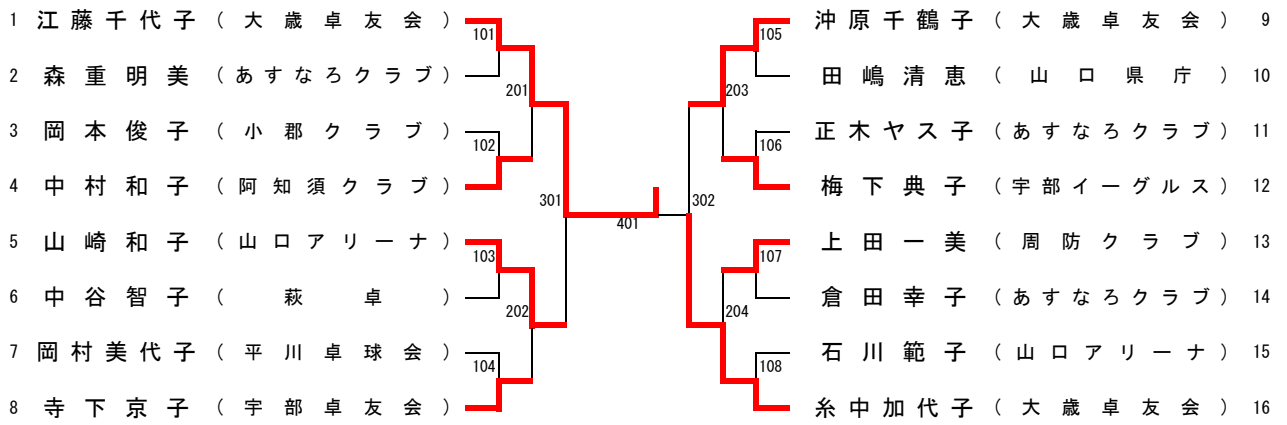 1 江藤千代子 (大歳卓友会)
2 森重明美 (あすなろクラブ)
3 岡本俊子 (小郡クラブ)
4 中村和子 (阿知須クラブ)
5 山崎和子 (山口アリーナ)
6 中谷智子 (萩卓)
7 岡村美代子 (平川卓球会)
8 寺下京子 (宇部卓友会)
101
102
103
104
201
202
301
401
302
203
204
105
106
107
108
沖原千鶴子 (大歳卓友会) 9
田嶋清恵 (山口県庁) 10
正木ヤス子 (あすなろクラブ) 11
梅下典子 (宇部イーグルス) 12
上田一美 (周防クラブ) 13
倉田幸子 (あすなろクラブ) 14
石川範子 (山口アリーナ) 15
糸中加代子 (大歳卓友会) 16